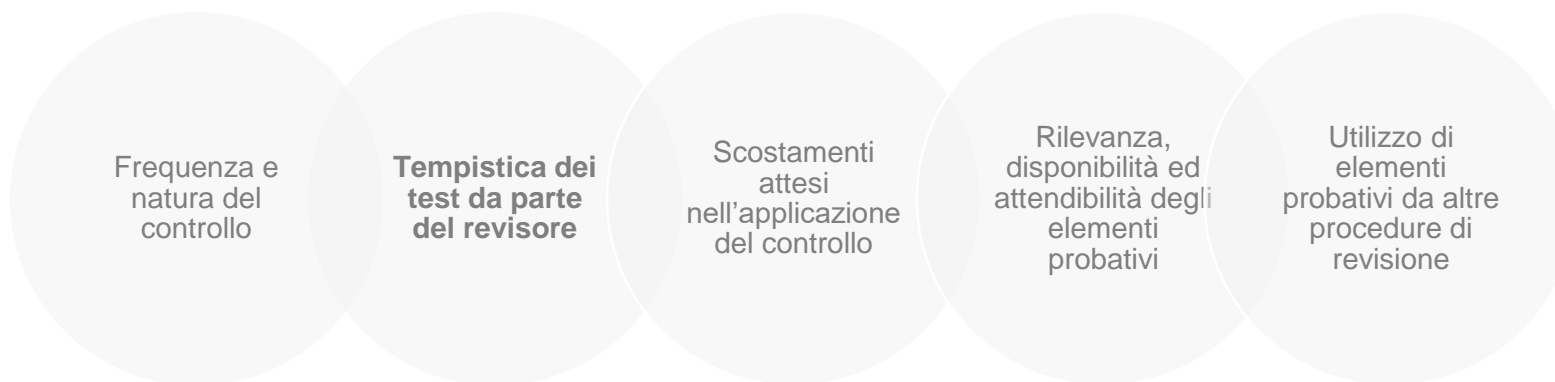 Frequenza e
natura del
controllo
Tempistica dei
test da parte
del revisore
Scostamenti
attesi
nell’applicazione
del controllo
Rilevanza,
disponibilità ed
attendibilità degli
elementi
probativi
Utilizzo di
elementi
probativi da altre
procedure di
revisione